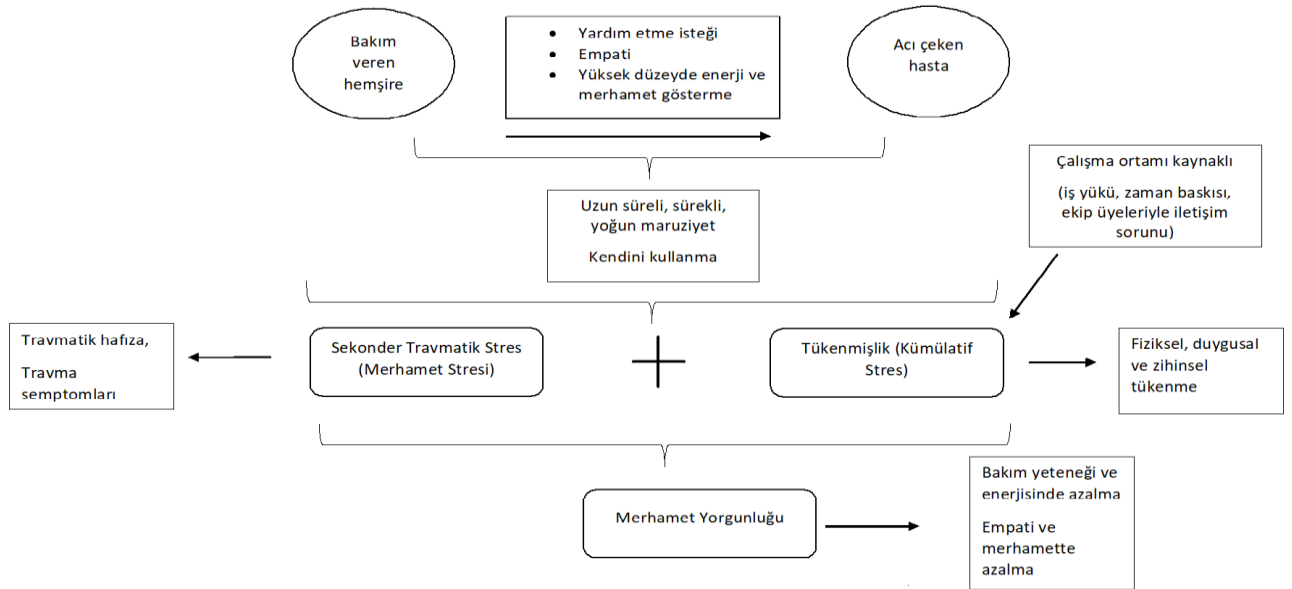 Bakım
veren
hemşire
• Yardım etme isteği
• Empati
• Yüksek düzeyde enerji ve
merhamet gösterme
Acı çeken
hasta
Çalışma ortamı kaynaklı
(iş yükü, zaman baskısı,
ekip üyeleriyle iletişim
sorunu)
Uzun süreli, sürekli,
yoğun maruziyet
Kendini kullanma
Travmatik hafıza,
Travma
semptomları
Sekonder Travmatik Stres
(Merhamet Stresi)
Tükenmişlik (Kümülatif
Stres)
Fiziksel, duygusal
ve zihinsel
tükenme
Merhamet Yorgunluğu
Bakım yeteneği ve
enerjisinde azalma
Empati ve
merhamette
azalma